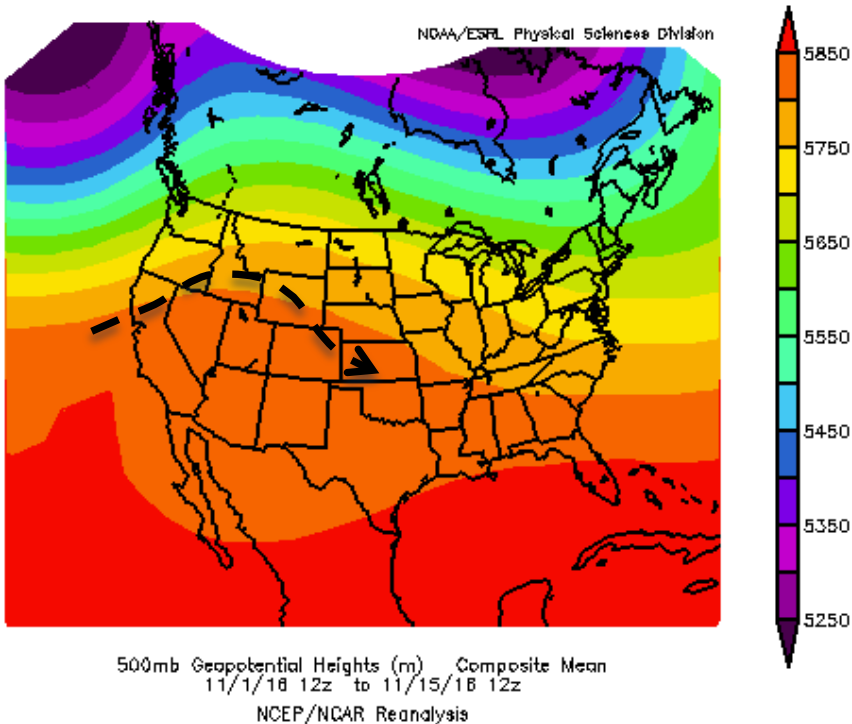 NOAA/ESRL Physical Sciences Division
5850
5750
5650
5550
5450
5350
5250
500mb Geopotential Heights (m) Composite Mean
11/1/16 12z to 11/15/16 12z
NCEP/NCAR Reanalysis